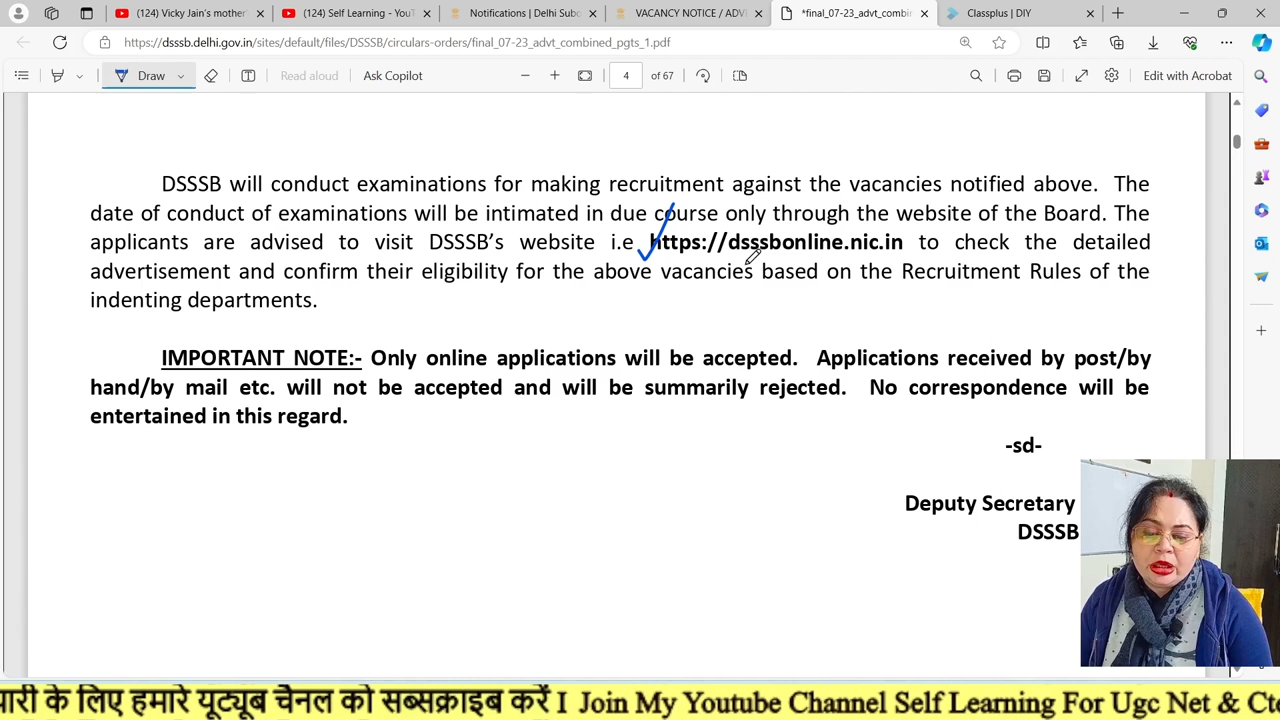 (124) Vicky Jain's mother
(124) Self Learning - YouT
Notifications | Delhi Subo
VACANCY NOTICE / ADV
*final_07-23_advt_combin
Classplus | DIY
https://dsssb.delhi.gov.in/sites/default/files/DSSSB/circulars-orders/final_07-23_advt_combined_pgts_1.pdf
Draw
Read aloud
Ask Copilot
4 of 67
Edit with Acrobat
DSSSB will conduct examinations for making recruitment against the vacancies notified above. The
date of conduct of examinations will be intimated in due course only through the website of the Board. The
applicants are advised to visit DSSSB's website i.e https://dsssbonline.nic.in to check the detailed
advertisement and confirm their eligibility for the above vacancies based on the Recruitment Rules of the
indenting departments.
IMPORTANT NOTE:- Only online applications will be accepted. Applications received by post/by
hand/by mail etc. will not be accepted and will be summarily rejected. No correspondence will be
entertained in this regard.
-sd-
Deputy Secretary
DSSSB
यारी के लिए हमारे यूट्यूब चैनल को सब्सक्राइब करें I Join My Youtube Channel Self Learning For Ugc Net & Cte